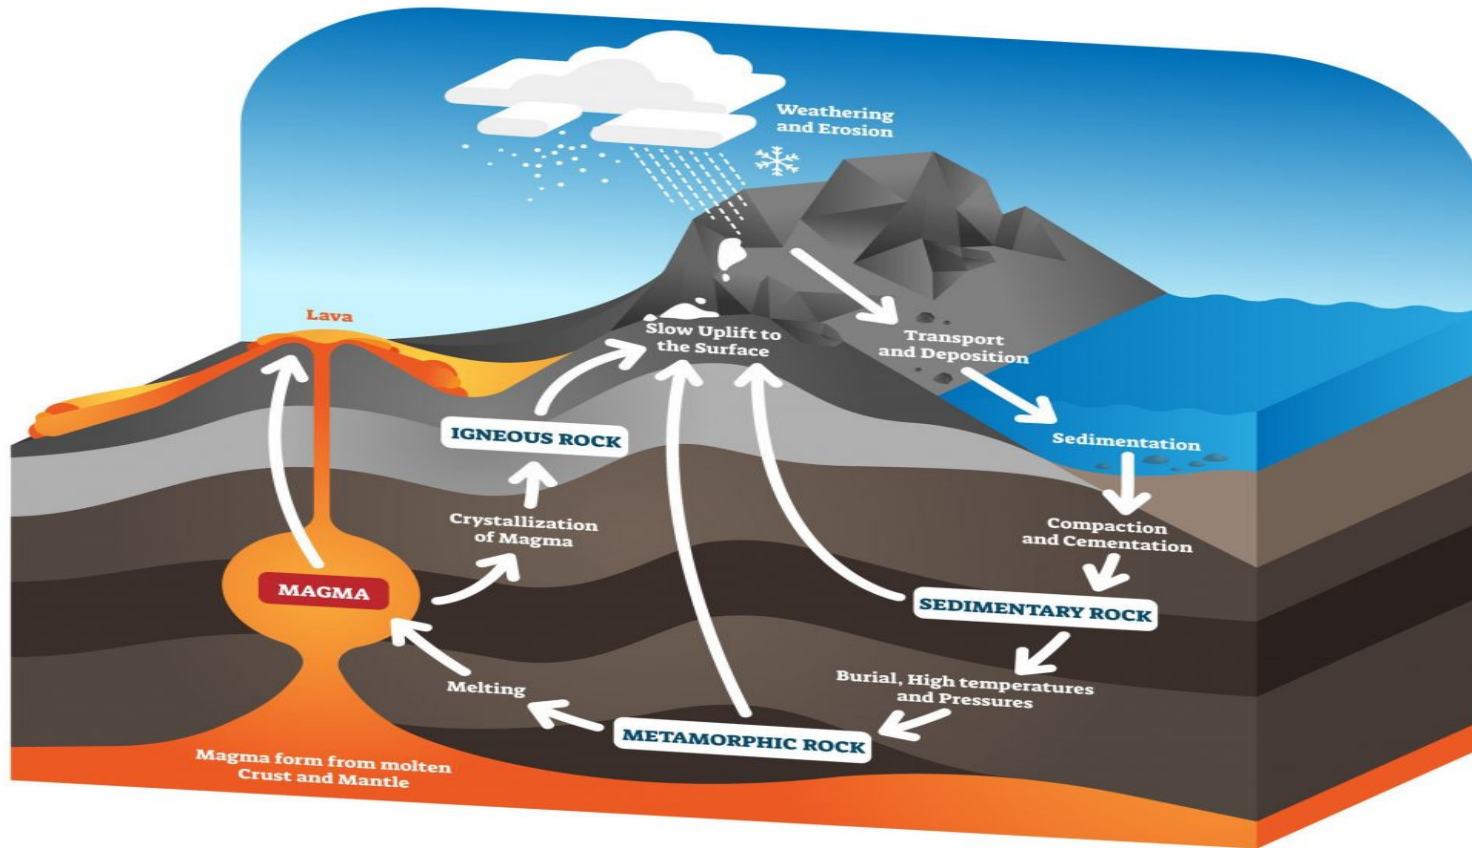 Weathering
and Erosion
Lava
Slow Uplift to
the Surface
Transport
and Deposition
IGNEOUS ROCK
Sedimentation
Crystallization
of Magma
Compaction
and Cementation
MAGMA
SEDIMENTARY ROCK
Melting
Burial, High temperatures
and Pressures
METAMORPHIC ROCK
Magma form from molten
Crust and Mantle